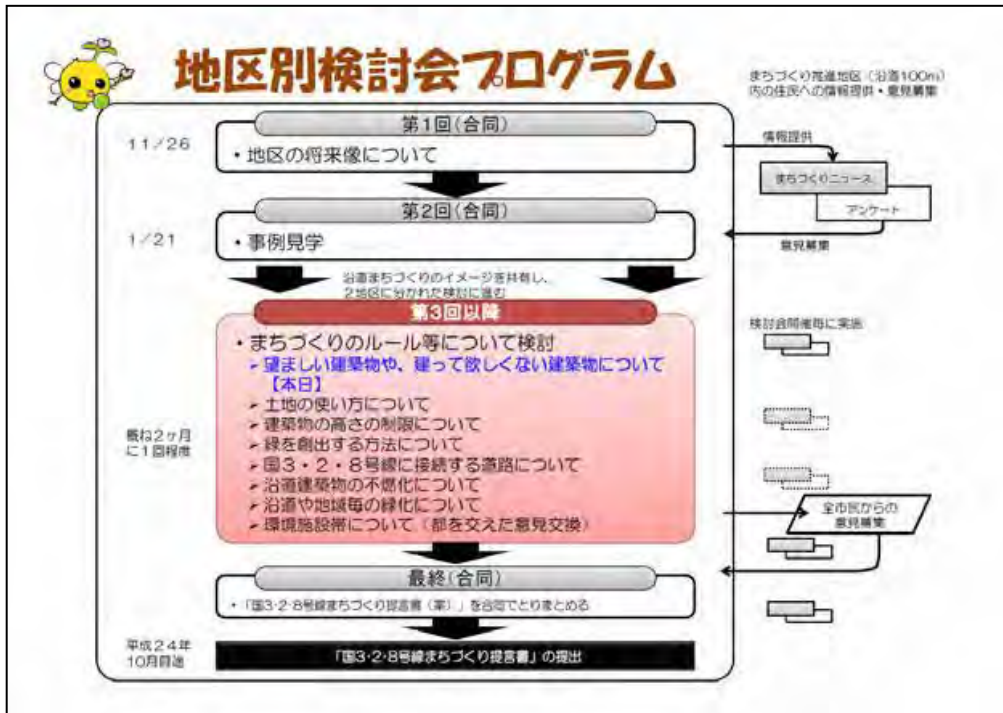 地区別検討会プログラム
まちづくり推進地区（沿道100m）
内の住民への情報提供・意見募集
11/26
第1回(合同)
・地区の将来像について
情報提供
まちづくりニュース
アンケート
意見募集
1/21
第2回(合同)
・事例見学
沿道まちづくりのイメージを共有し、
2地区に分かれた検討に進む
検討会開催毎に実施
概ね2ヶ月
に1回程度
第3回以降
・まちづくりのルール等について検討
➢望ましい建築物や、建って欲しくない建築物について
【本日】
➢土地の使い方について
➢建築物の高さの制限について
➢緑を創出する方法について
➢国3・2・8号線に接続する道路について
➢沿道建築物の不燃化について
➢沿道や地域毎の緑化について
➢環境施設帯について（都を交えた意見交換）
全市民からの
意見募集
最終(合同)
・「国3・2・8号線まちづくり提言書（案）」を合同でとりまとめる
平成24年
10月目途
「国3・2・8号線まちづくり提言書」の提出